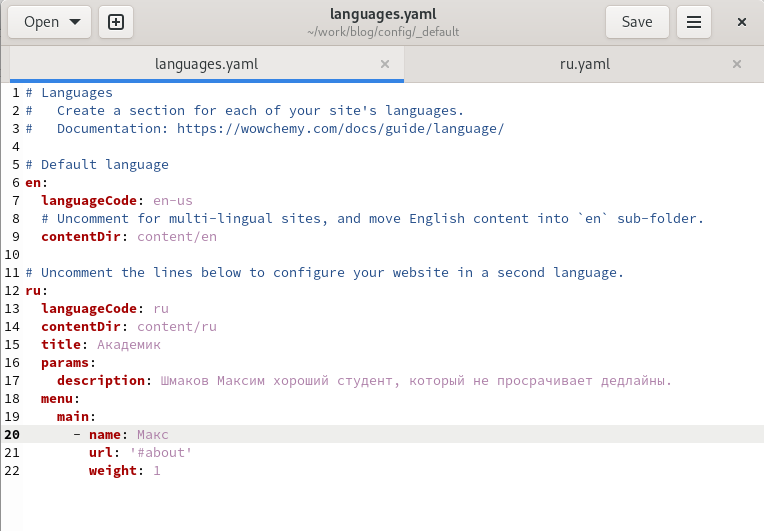 Open
languages.yaml
~/work/blog/config/_default
Save
languages.yaml
ru.yaml
1 # Languages
2 #   Create a section for each of your site's languages.
3 #   Documentation: https://wowchemy.com/docs/guide/language/
4
5 # Default language
6 en:
7   languageCode: en-us
8   # Uncomment for multi-lingual sites, and move English content into `en` sub-folder.
9   contentDir: content/en
10
11 # Uncomment the lines below to configure your website in a second language.
12 ru:
13   languageCode: ru
14   contentDir: content/ru
15   title: Академик
16   params:
17     description: Шмаков Максим хороший студент, который не просрачивает дедлайны.
18   menu:
19     main:
20       - name: Макс
21         url: '#about'
22         weight: 1